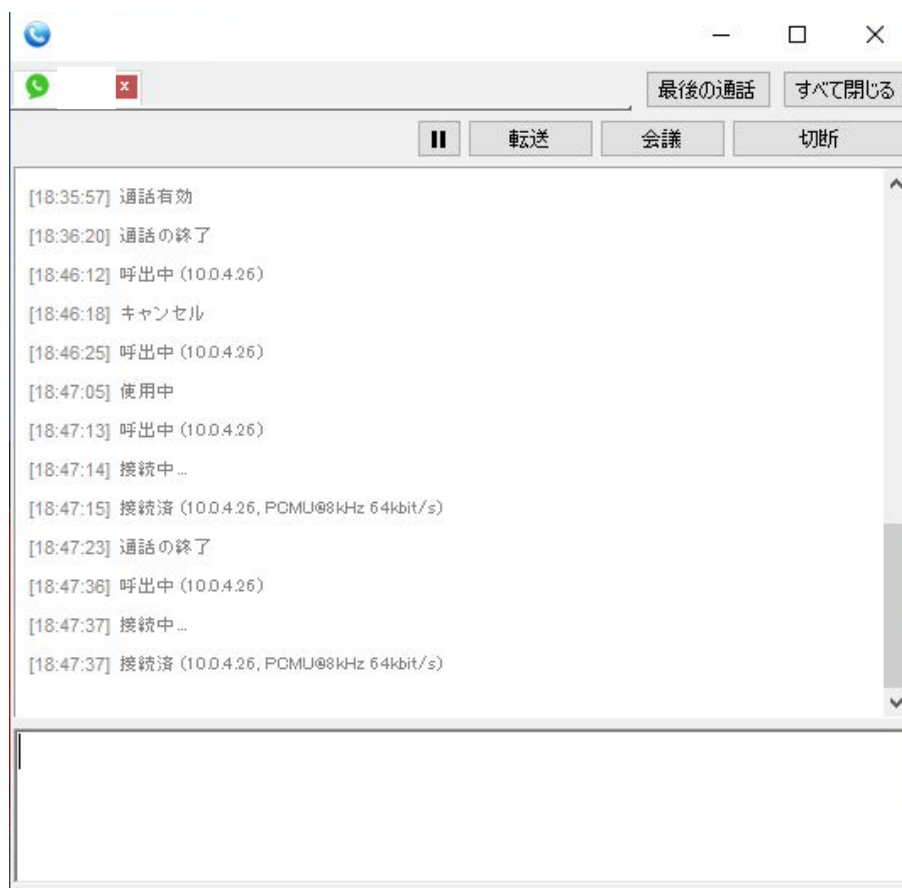 x
最後の通話 すべて閉じる
転送 会議 切断
[18:35:57] 通話有効
[18:36:20] 通話の終了
[18:46:12] 呼出中 (10.0.4.26)
[18:46:18] キャンセル
[18:46:25] 呼出中 (10.0.4.26)
[18:47:05] 使用中
[18:47:13] 呼出中 (10.0.4.26)
[18:47:14] 接続中...
[18:47:15] 接続済 (10.0.4.26, PCMU@8kHz 64kbit/s)
[18:47:23] 通話の終了
[18:47:36] 呼出中 (10.0.4.26)
[18:47:37] 接続中...
[18:47:37] 接続済 (10.0.4.26, PCMU@8kHz 64kbit/s)